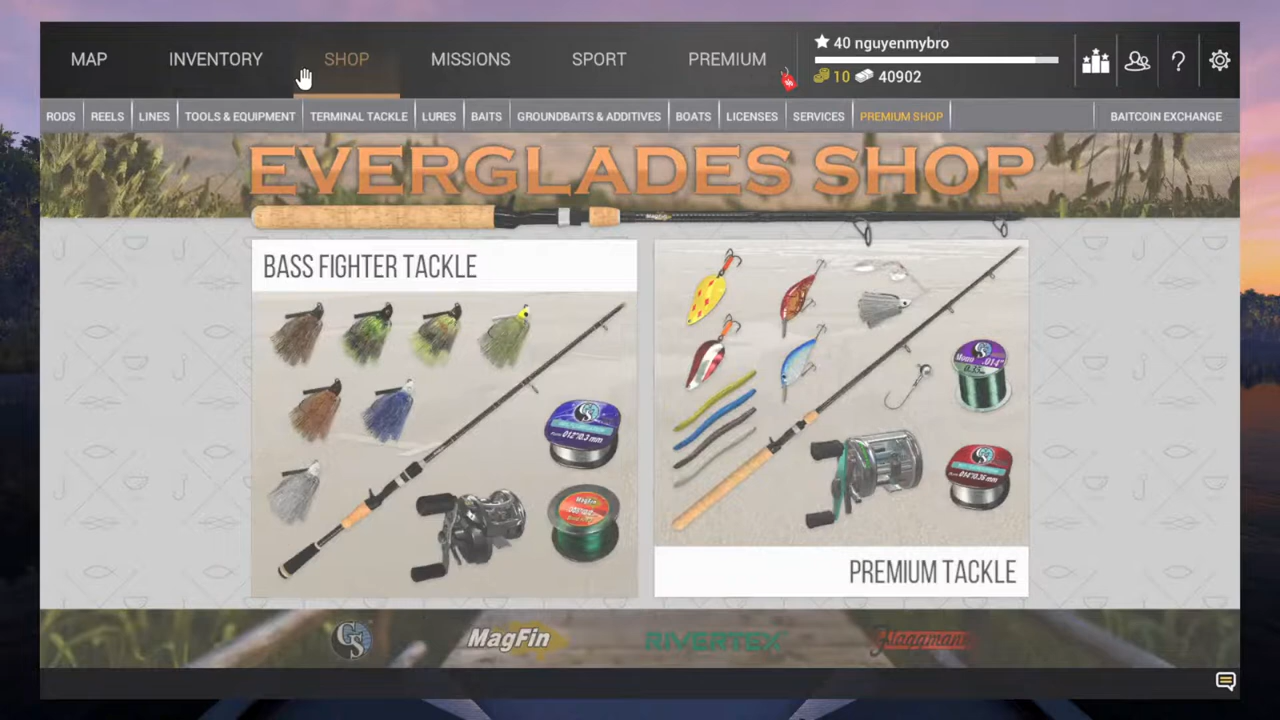 MAP INVENTORY SHOP MISSIONS SPORT PREMIUM
40 nguyenmybro
10 40902
RODS REELS LINES TOOLS & EQUIPMENT TERMINAL TACKLE LURES BAITS GROUNDBAITS & ADDITIVES BOATS LICENSES SERVICES PREMIUM SHOP BAITCOIN EXCHANGE
EVERGLADES SHOP
BASS FIGHTER TACKLE
PREMIUM TACKLE
GS MagFin RIVERTEX